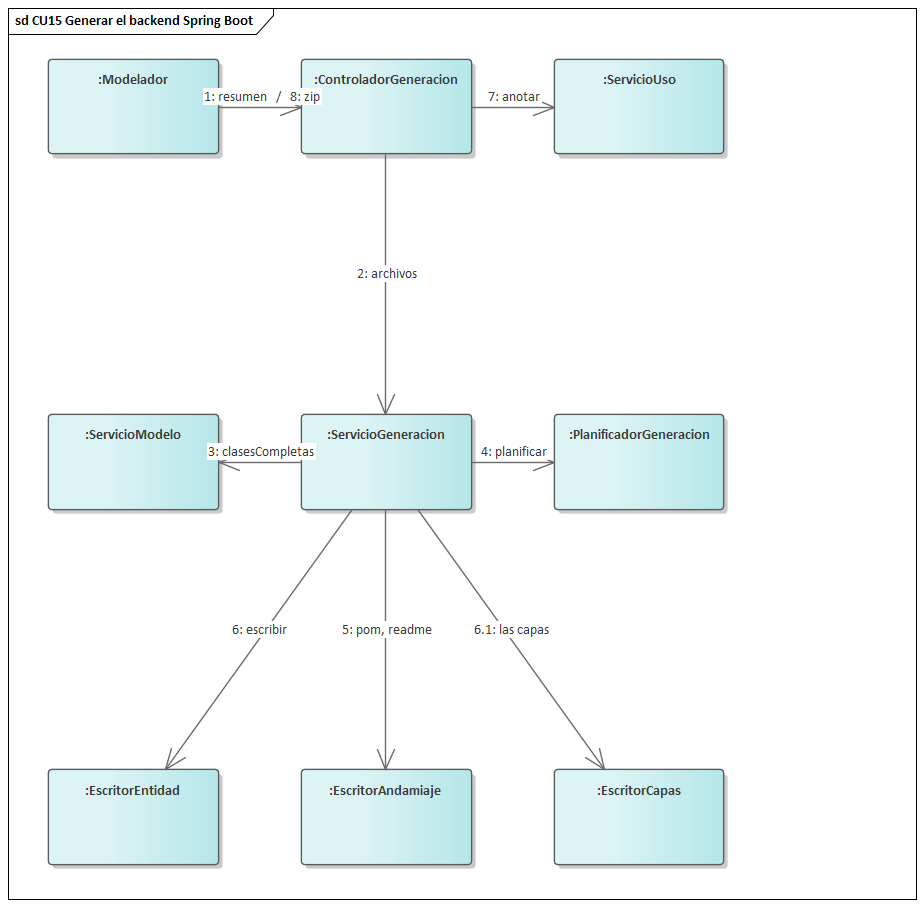 sd CU15 Generar el backend Spring Boot
:Modelador
:ControladorGeneracion
:ServicioUso
1: resumen / 8: zip
7: anotar
2: archivos
:ServicioModelo
:ServicioGeneracion
:PlanificadorGeneracion
3: clasesCompletas
4: planificar
6: escribir
5: pom, readme
6.1: las capas
:EscritorEntidad
:EscritorAndamiaje
:EscritorCapas